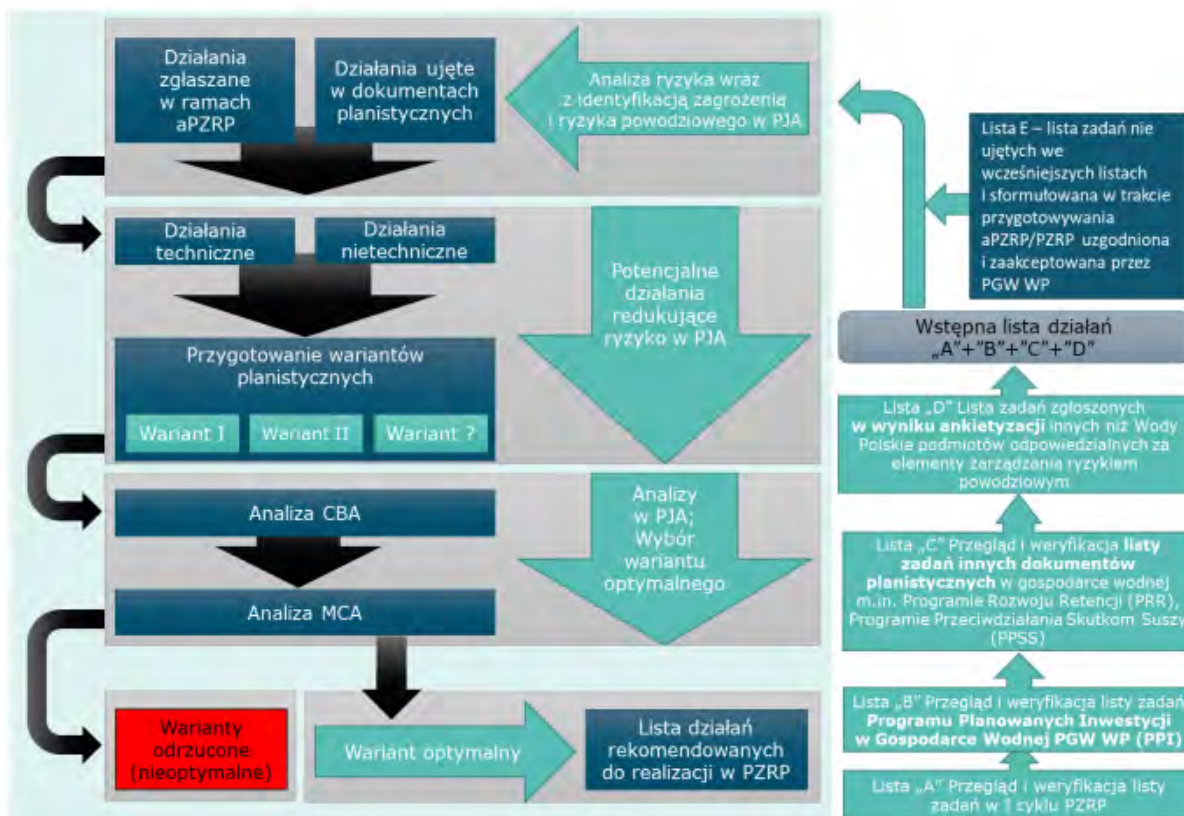 Działania
zgłaszane
w ramach
aPZRP
Działania ujęte
w dokumentach
planistycznych
Analiza ryzyka wraz
z identyfikacją zagrożenia
i ryzyka powodziowego w PJA
Działania
techniczne
Działania
nietechniczne
Potencjalne
działania
redukujące
ryzyko w PJA
Przygotowanie wariantów
planistycznych
Wariant I
Wariant II
Wariant ?
Analiza CBA
Analiza MCA
Analizy
w PJA;
Wybór
wariantu
optymalnego
Warianty
odrzucone
(nieoptymalne)
Wariant optymalny
Lista działań
rekomendowanych
do realizacji w PZRP
Lista E – lista zadań nie
ujętych we
wcześniejszych listach
i sformułowana w trakcie
przygotowywania
aPZRP/PZRP uzgodniona
i zaakceptowana przez
PGW WP
Wstępna lista działań
„A”+”B”+”C”+”D”
Lista „D” Lista zadań zgłoszonych
w wyniku ankietyzacji innych niż Wody
Polskie podmiotów odpowiedzialnych za
elementy zarządzania ryzykiem
powodziowym
Lista „C” Przegląd i weryfikacja listy
zadań innych dokumentów
planistycznych w gospodarce wodnej
m.in. Programie Rozwoju Retencji (PRR),
Programie Przeciwdziałania Skutkom Suszy
(PPSS)
Lista „B” Przegląd i weryfikacja listy zadań
Programu Planowanych Inwestycji
w Gospodarce Wodnej PGW WP (PPI)
Lista „A” Przegląd i weryfikacja listy
zadań w I cyklu PZRP